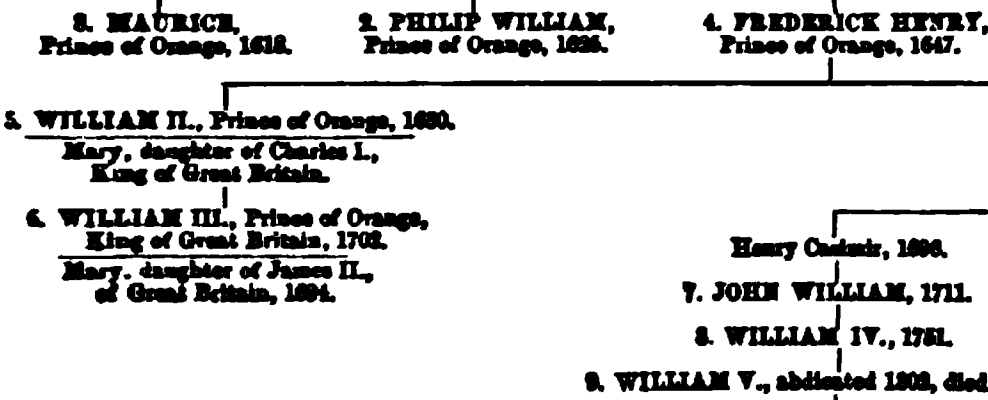 3. MAURICE,
Prince of Orange, 1618.
2. PHILIP WILLIAM,
Prince of Orange, 1625.
4. FREDERICK HENRY,
Prince of Orange, 1647.
5. WILLIAM II., Prince of Orange, 1650.
Mary, daughter of Charles I.,
King of Great Britain.
6. WILLIAM III., Prince of Orange,
King of Great Britain, 1702.
Mary, daughter of James II.,
of Great Britain, 1694.
Henry Casimir, 1696.
7. JOHN WILLIAM, 1711.
8. WILLIAM IV., 1751.
9. WILLIAM V., abdicated 1802, died